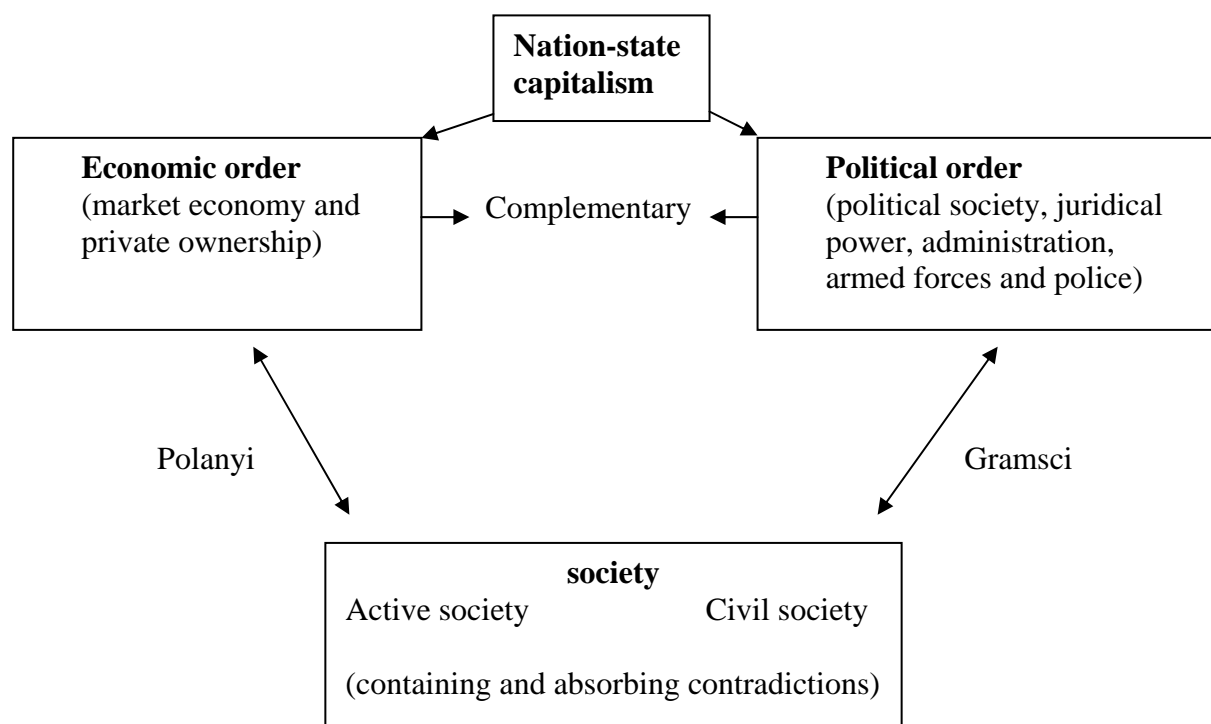 Nation-state
capitalism
Economic order
(market economy and
private ownership)
Complementary
Political order
(political society, juridical
power, administration,
armed forces and police)
Polanyi
Gramsci
society
Active society
Civil society
(containing and absorbing contradictions)